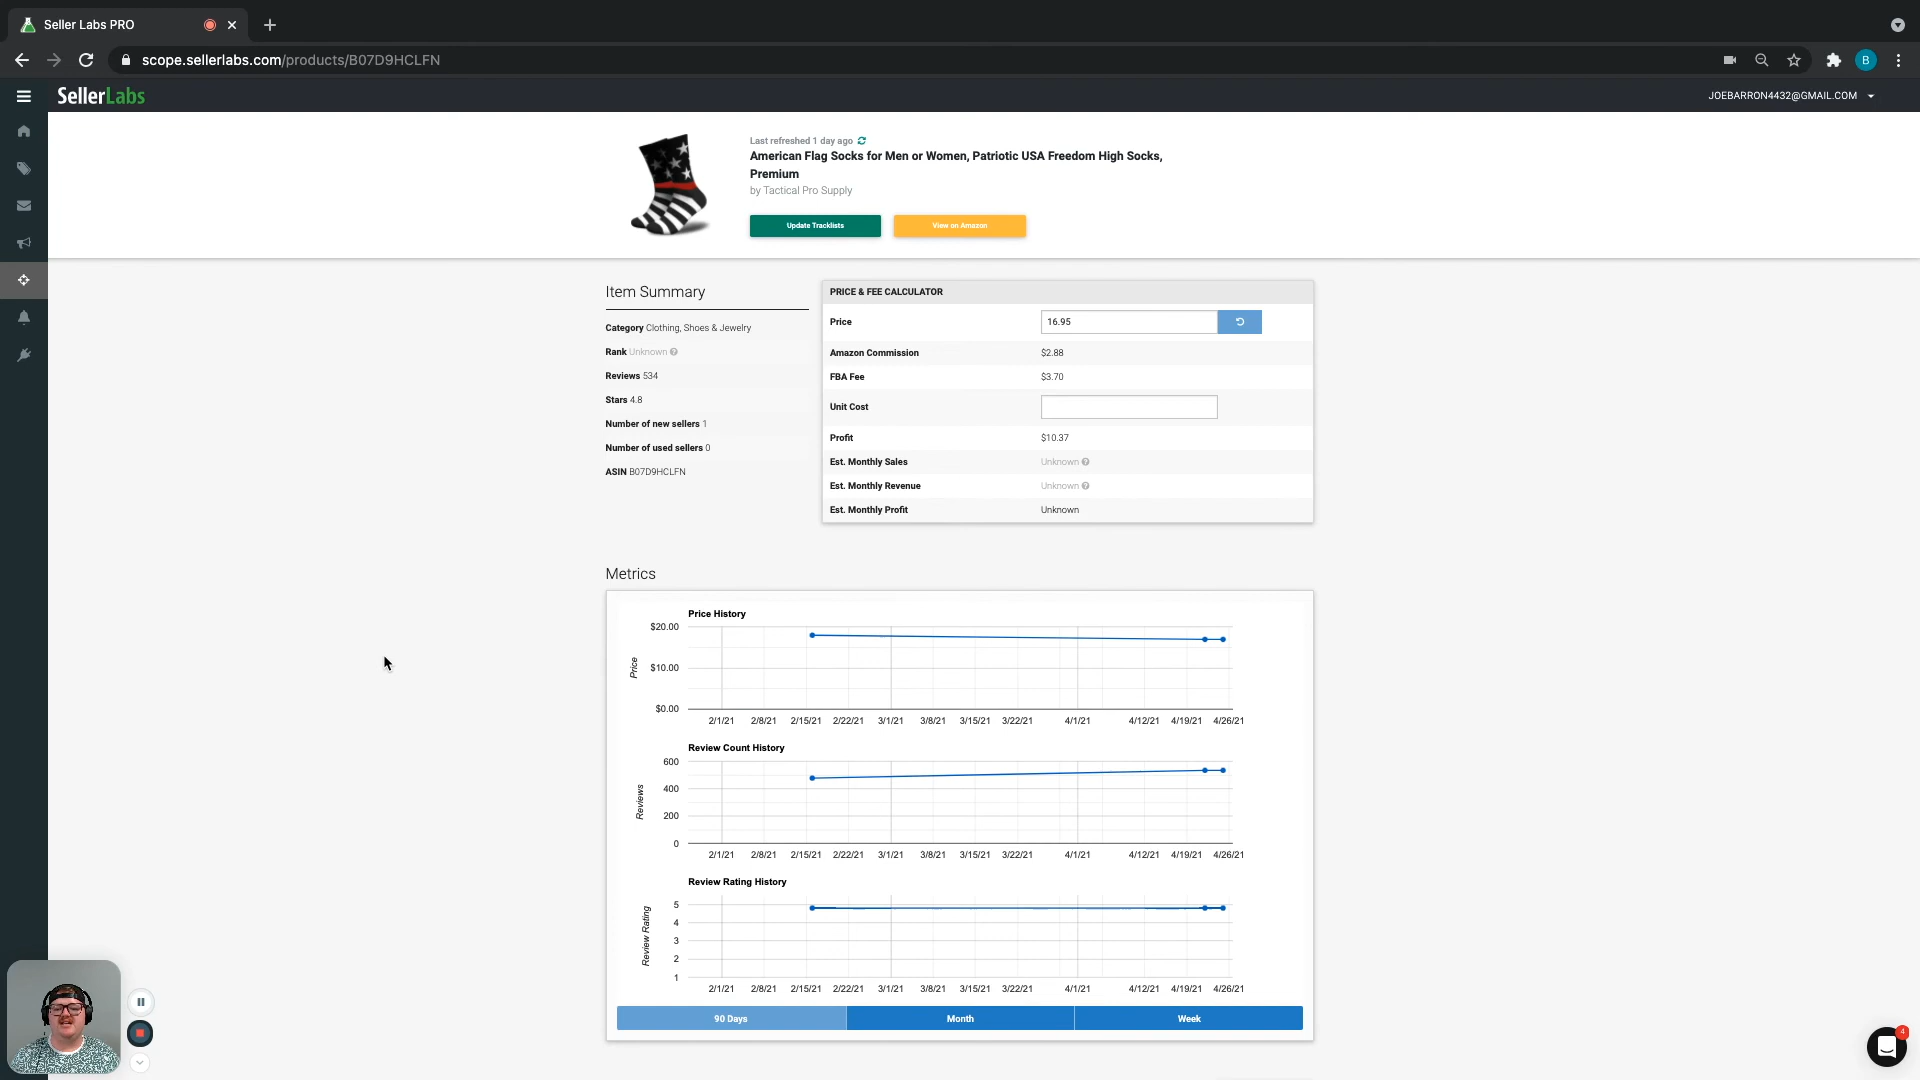 Seller Labs PRO
scope.sellerlabs.com/products/B07D9HCLFN
B
SellerLabs
JOEBARRON4432@GMAIL.COM
Last refreshed 1 day ago
American Flag Socks for Men or Women, Patriotic USA Freedom High Socks,
Premium
by Tactical Pro Supply
Update Tracklists
View on Amazon
Item Summary
Category Clothing, Shoes & Jewelry
Rank Unknown
Reviews 534
Stars 4.8
Number of new sellers 1
Number of used sellers 0
ASIN B07D9HCLFN
PRICE & FEE CALCULATOR
Price 16.95
Amazon Commission $2.88
FBA Fee $3.70
Unit Cost
Profit $10.37
Est. Monthly Sales Unknown
Est. Monthly Revenue Unknown
Est. Monthly Profit Unknown
Metrics
Price History
Price
$20.00
$10.00
$0.00
2/1/21 2/8/21 2/15/21 2/22/21 3/1/21 3/8/21 3/15/21 3/22/21 4/1/21 4/12/21 4/19/21 4/26/21
Review Count History
Reviews
600
400
200
0
2/1/21 2/8/21 2/15/21 2/22/21 3/1/21 3/8/21 3/15/21 3/22/21 4/1/21 4/12/21 4/19/21 4/26/21
Review Rating History
Review Rating
5
4
3
2
1
2/1/21 2/8/21 2/15/21 2/22/21 3/1/21 3/8/21 3/15/21 3/22/21 4/1/21 4/12/21 4/19/21 4/26/21
90 Days Month Week
4